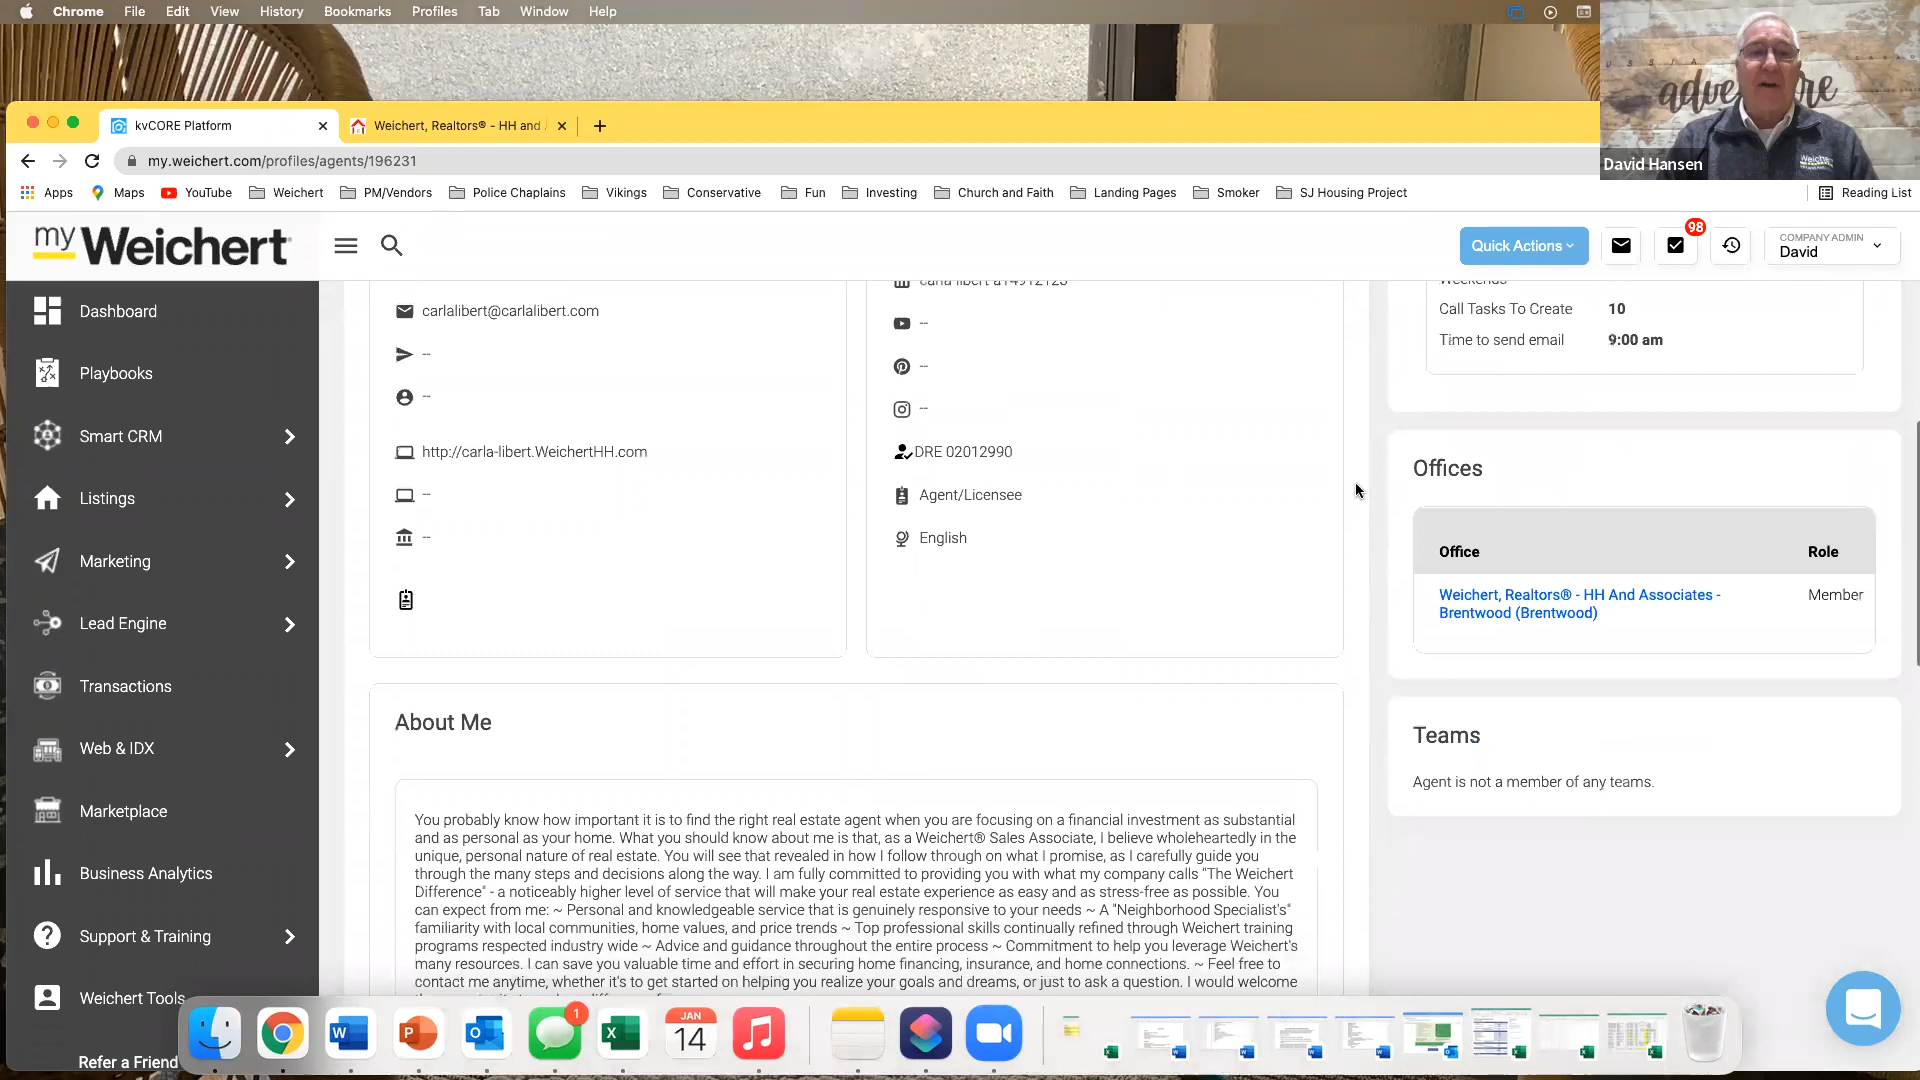 Chrome File Edit View History Bookmarks Profiles Tab Window Help
adventure
Weichert
David Hansen
kvCORE Platform
Weichert, Realtors® - HH and
my.weichert.com/profiles/agents/196231
Apps Maps YouTube Weichert PM/Vendors Police Chaplains Vikings Conservative Fun Investing Church and Faith Landing Pages Smoker SJ Housing Project Reading List
my Weichert
Quick Actions
98
COMPANY ADMIN
David
Dashboard
Playbooks
Smart CRM
Listings
Marketing
Lead Engine
Transactions
Web & IDX
Marketplace
Business Analytics
Support & Training
Weichert Tools
Refer a Friend
carlalibert@carlalibert.com
--
--
http://carla-libert.WeichertHH.com
--
--
carla-libert-a14912123
--
--
--
DRE 02012990
Agent/Licensee
English
Weekends
Call Tasks To Create 10
Time to send email 9:00 am
Offices
Office Role
Weichert, Realtors® - HH And Associates - Member
Brentwood (Brentwood)
Teams
Agent is not a member of any teams.
About Me
You probably know how important it is to find the right real estate agent when you are focusing on a financial investment as substantial
and as personal as your home. What you should know about me is that, as a Weichert® Sales Associate, I believe wholeheartedly in the
unique, personal nature of real estate. You will see that revealed in how I follow through on what I promise, as I carefully guide you
through the many steps and decisions along the way. I am fully committed to providing you with what my company calls "The Weichert
Difference" - a noticeably higher level of service that will make your real estate experience as easy and as stress-free as possible. You
can expect from me: ~ Personal and knowledgeable service that is genuinely responsive to your needs ~ A "Neighborhood Specialist's"
familiarity with local communities, home values, and price trends ~ Top professional skills continually refined through Weichert training
programs respected industry wide ~ Advice and guidance throughout the entire process ~ Commitment to help you leverage Weichert's
many resources. I can save you valuable time and effort in securing home financing, insurance, and home connections. ~ Feel free to
contact me anytime, whether it's to get started on helping you realize your goals and dreams, or just to ask a question. I would welcome
1
JAN
14